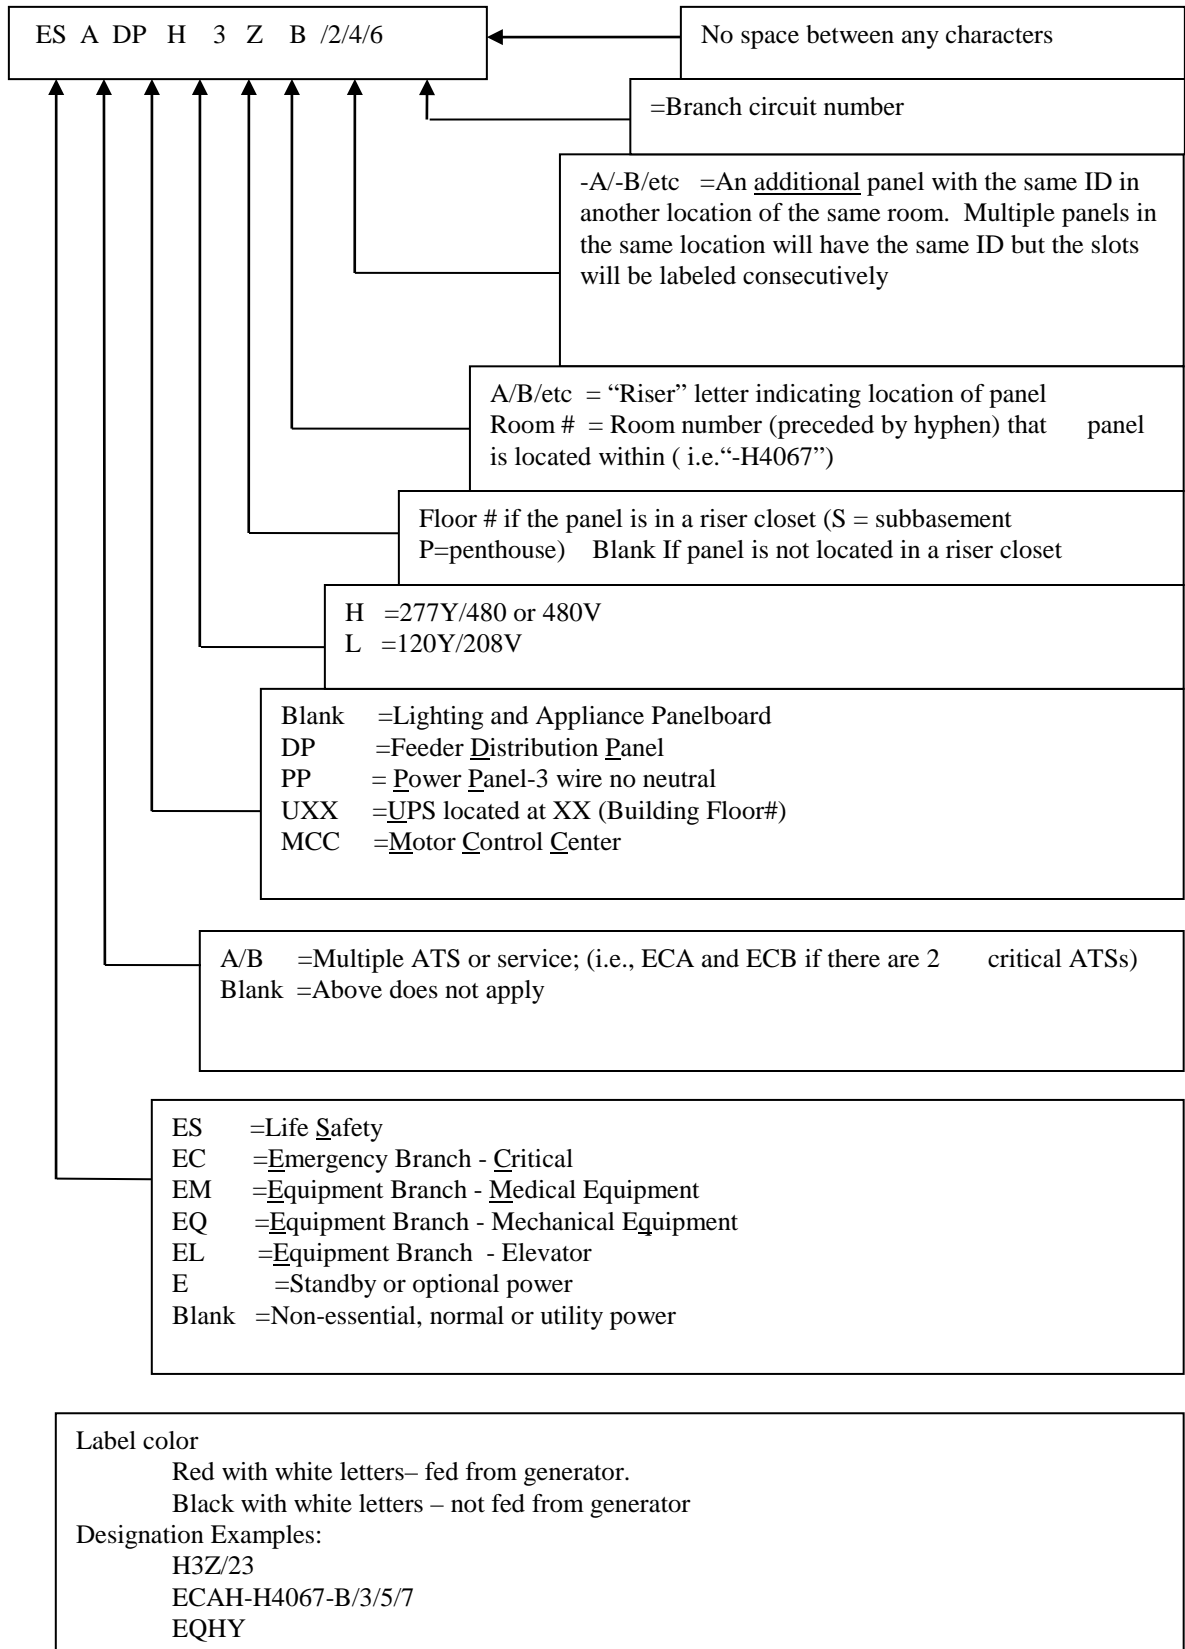 ES A DP H 3 Z B /2/4/6
No space between any characters
=Branch circuit number
-A/-B/etc =An additional panel with the same ID in
another location of the same room. Multiple panels in
the same location will have the same ID but the slots
will be labeled consecutively
A/B/etc = “Riser” letter indicating location of panel
Room # = Room number (preceded by hyphen) that panel
is located within ( i.e.“-H4067”)
Floor # if the panel is in a riser closet (S = subbasement
P=penthouse) Blank If panel is not located in a riser closet
H =277Y/480 or 480V
L =120Y/208V
Blank =Lighting and Appliance Panelboard
DP =Feeder Distribution Panel
PP = Power Panel-3 wire no neutral
UXX =UPS located at XX (Building Floor#)
MCC =Motor Control Center
A/B =Multiple ATS or service; (i.e., ECA and ECB if there are 2 critical ATSs)
Blank =Above does not apply
ES =Life Safety
EC =Emergency Branch - Critical
EM =Equipment Branch - Medical Equipment
EQ =Equipment Branch - Mechanical Equipment
EL =Equipment Branch - Elevator
E =Standby or optional power
Blank =Non-essential, normal or utility power
Label color
Red with white letters– fed from generator.
Black with white letters – not fed from generator
Designation Examples:
H3Z/23
ECAH-H4067-B/3/5/7
EQHY